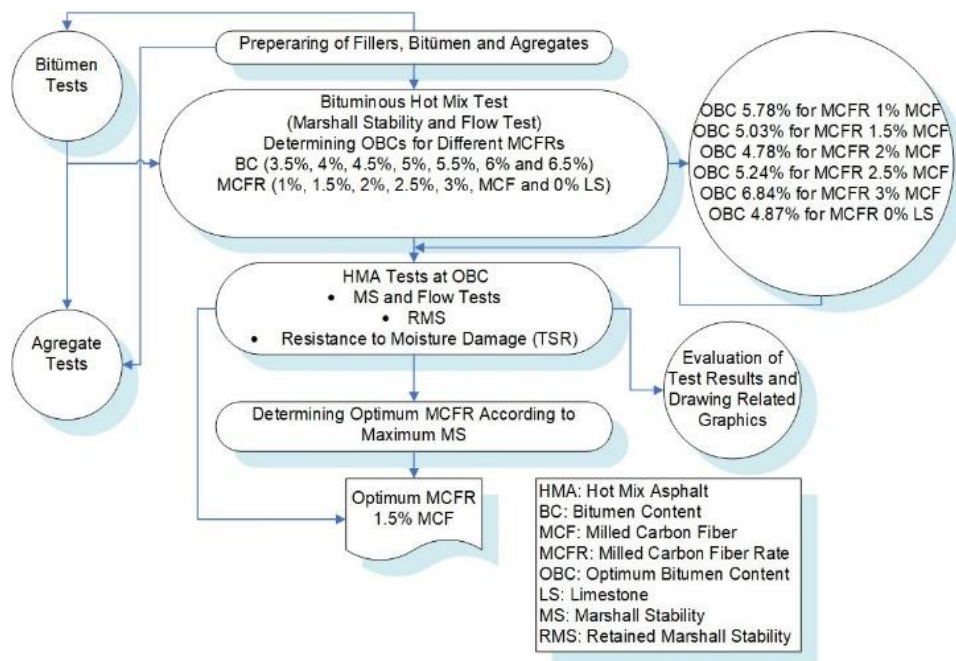 Preperaring of Fillers, Bitümen and Agregates
Bitümen
Tests
Bituminous Hot Mix Test
(Marshall Stability and Flow Test)
Determining OBCs for Different MCFRs
BC (3.5%, 4%, 4.5%, 5%, 5.5%, 6% and 6.5%)
MCFR (1%, 1.5%, 2%, 2.5%, 3%, MCF and 0% LS)
OBC 5.78% for MCFR 1% MCF
OBC 5.03% for MCFR 1.5% MCF
OBC 4.78% for MCFR 2% MCF
OBC 5.24% for MCFR 2.5% MCF
OBC 6.84% for MCFR 3% MCF
OBC 4.87% for MCFR 0% LS
HMA Tests at OBC
• MS and Flow Tests
• RMS
• Resistance to Moisture Damage (TSR)
Agregate
Tests
Evaluation of
Test Results and
Drawing Related
Graphics
Determining Optimum MCFR According to
Maximum MS
Optimum MCFR
1.5% MCF
HMA: Hot Mix Asphalt
BC: Bitumen Content
MCF: Milled Carbon Fiber
MCFR: Milled Carbon Fiber Rate
OBC: Optimum Bitumen Content
LS: Limestone
MS: Marshall Stability
RMS: Retained Marshall Stability